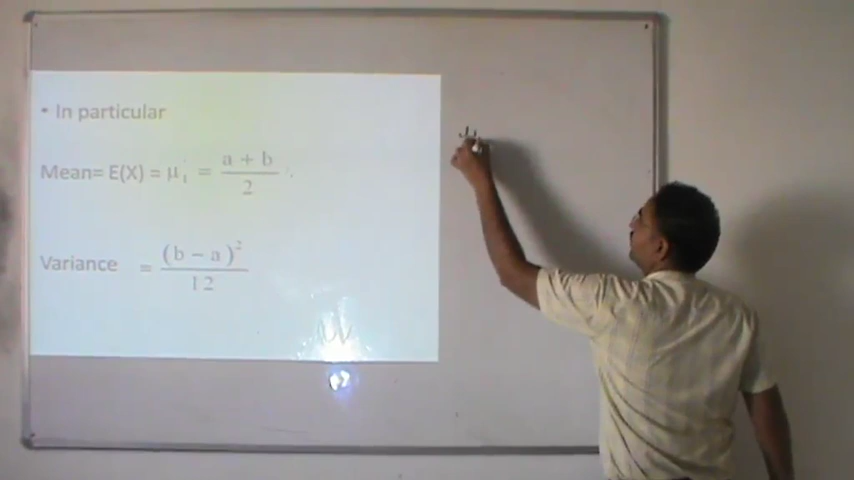 • In particular
Mean= E(X) = μ′₁ = (a + b)/2 .
Variance = (b − a)²/12